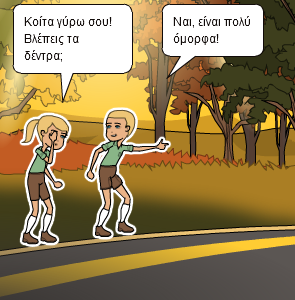 Κοίτα γύρω σου!
Βλέπεις τα
δέντρα;
Ναι, είναι πολύ
όμορφα!